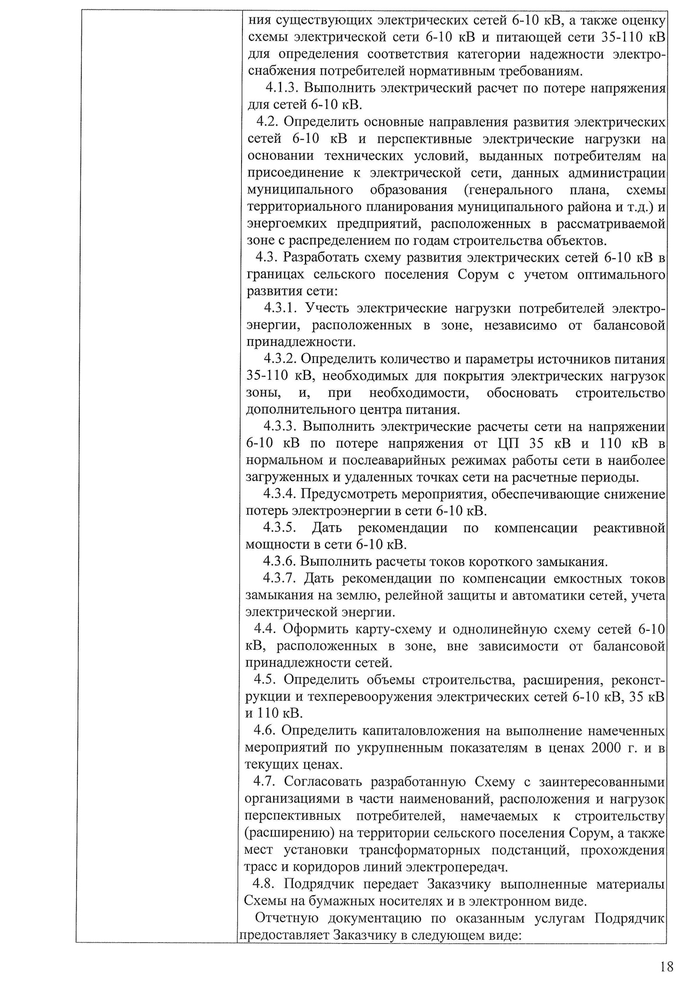 ния существующих электрических сетей 6-10 кВ, а также оценку
схемы электрической сети 6-10 кВ и питающей сети 35-110 кВ
для определения соответствия категории надежности электро-
снабжения потребителей нормативным требованиям.
4.1.3. Выполнить электрический расчет по потере напряжения
для сетей 6-10 кВ.
4.2. Определить основные направления развития электрических
сетей 6-10 кВ и перспективные электрические нагрузки на
основании технических условий, выданных потребителям на
присоединение к электрической сети, данных администрации
муниципального образования (генерального плана, схемы
территориального планирования муниципального района и т.д.) и
энергоемких предприятий, расположенных в рассматриваемой
зоне с распределением по годам строительства объектов.
4.3. Разработать схему развития электрических сетей 6-10 кВ в
границах сельского поселения Сорум с учетом оптимального
развития сети:
4.3.1. Учесть электрические нагрузки потребителей электро-
энергии, расположенных в зоне, независимо от балансовой
принадлежности.
4.3.2. Определить количество и параметры источников питания
35-110 кВ, необходимых для покрытия электрических нагрузок
зоны, и, при необходимости, обосновать строительство
дополнительного центра питания.
4.3.3. Выполнить электрические расчеты сети на напряжении
6-10 кВ по потере напряжения от ЦП 35 кВ и 110 кВ в
нормальном и послеаварийных режимах работы сети в наиболее
загруженных и удаленных точках сети на расчетные периоды.
4.3.4. Предусмотреть мероприятия, обеспечивающие снижение
потерь электроэнергии в сети 6-10 кВ.
4.3.5. Дать рекомендации по компенсации реактивной
мощности в сети 6-10 кВ.
4.3.6. Выполнить расчеты токов короткого замыкания.
4.3.7. Дать рекомендации по компенсации емкостных токов
замыкания на землю, релейной защиты и автоматики сетей, учета
электрической энергии.
4.4. Оформить карту-схему и однолинейную схему сетей 6-10
кВ, расположенных в зоне, вне зависимости от балансовой
принадлежности сетей.
4.5. Определить объемы строительства, расширения, реконст-
рукции и техперевооружения электрических сетей 6-10 кВ, 35 кВ
и 110 кВ.
4.6. Определить капиталовложения на выполнение намеченных
мероприятий по укрупненным показателям в ценах 2000 г. и в
текущих ценах.
4.7. Согласовать разработанную Схему с заинтересованными
организациями в части наименований, расположения и нагрузок
перспективных потребителей, намечаемых к строительству
(расширению) на территории сельского поселения Сорум, а также
мест установки трансформаторных подстанций, прохождения
трасс и коридоров линий электропередач.
4.8. Подрядчик передает Заказчику выполненные материалы
Схемы на бумажных носителях и в электронном виде.
Отчетную документацию по оказанным услугам Подрядчик
предоставляет Заказчику в следующем виде:
18